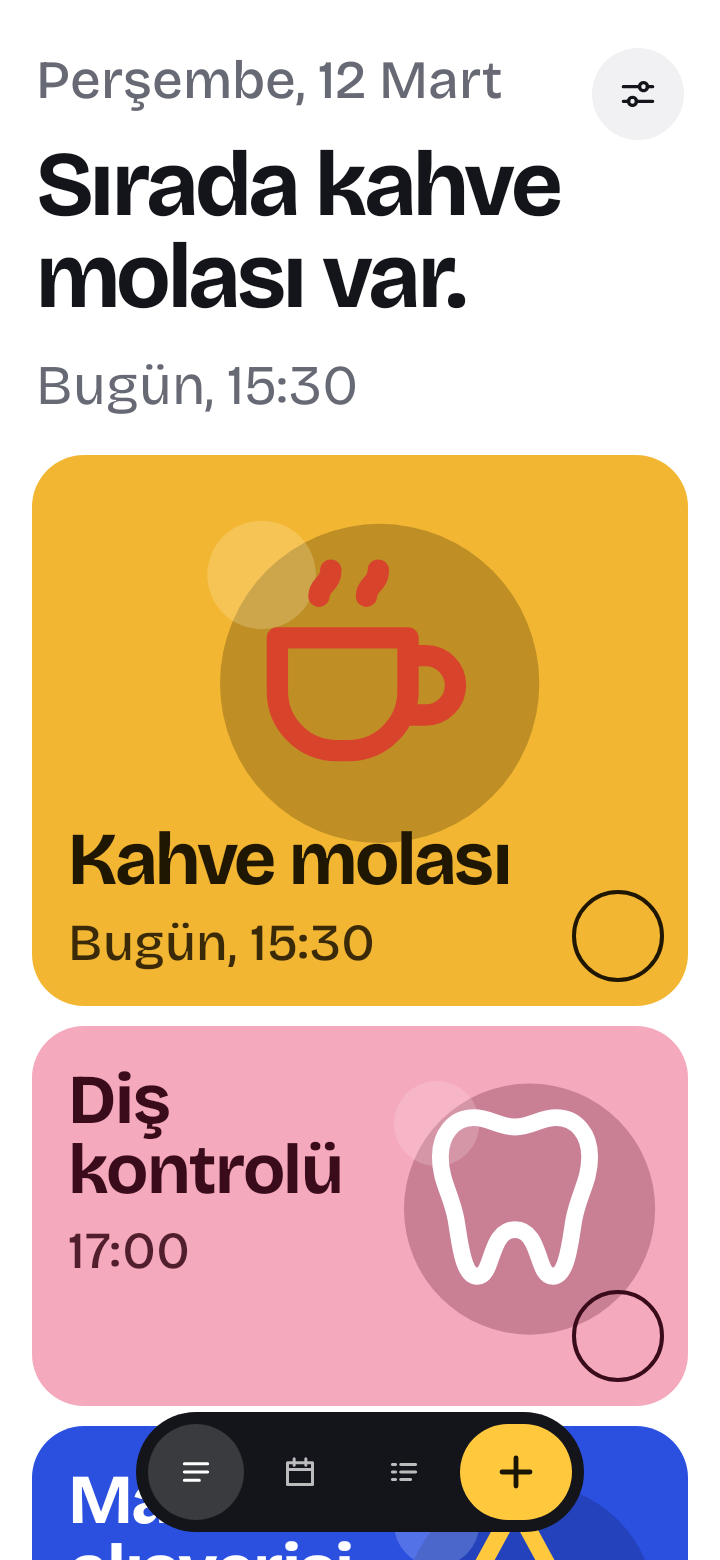 Perşembe, 12 Mart
Sırada kahve
molası var.
Bugün, 15:30
Kahve molası
Bugün, 15:30
Diş
kontrolü
17:00